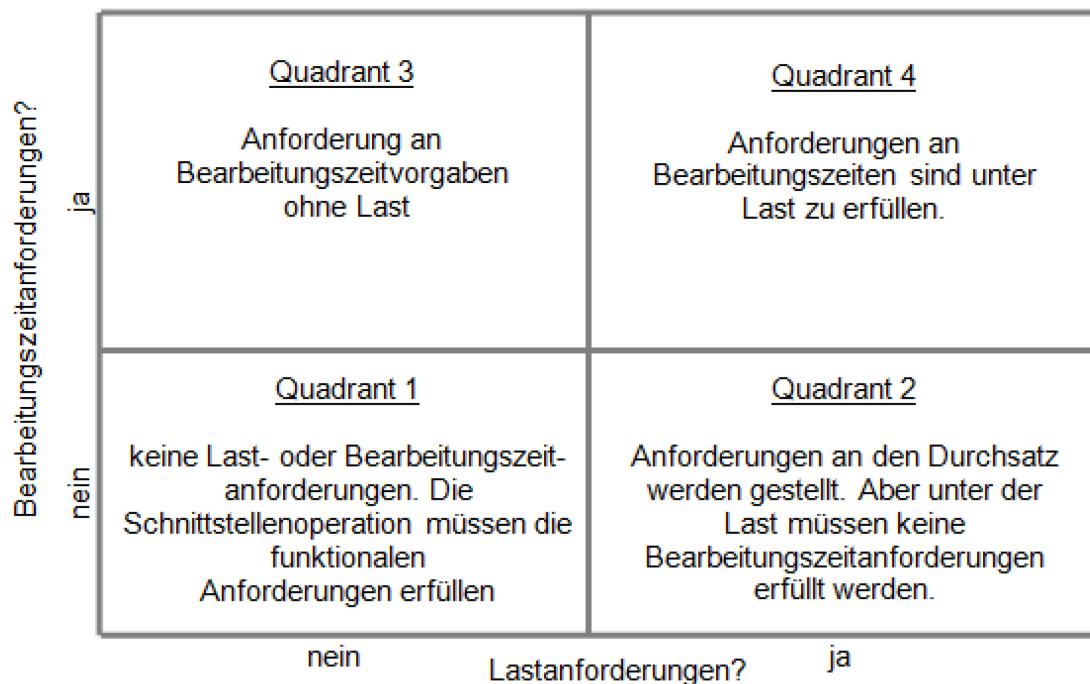 Bearbeitungszeitanforderungen?
ja
nein
Quadrant 3
Anforderung an
Bearbeitungszeitvorgaben
ohne Last
Quadrant 4
Anforderungen an
Bearbeitungszeiten sind unter
Last zu erfüllen.
Quadrant 1
keine Last- oder Bearbeitungszeit-
anforderungen. Die
Schnittstellenoperation müssen die
funktionalen
Anforderungen erfüllen
Quadrant 2
Anforderungen an den Durchsatz
werden gestellt. Aber unter der
Last müssen keine
Bearbeitungszeitanforderungen
erfüllt werden.
nein
Lastanforderungen?
ja